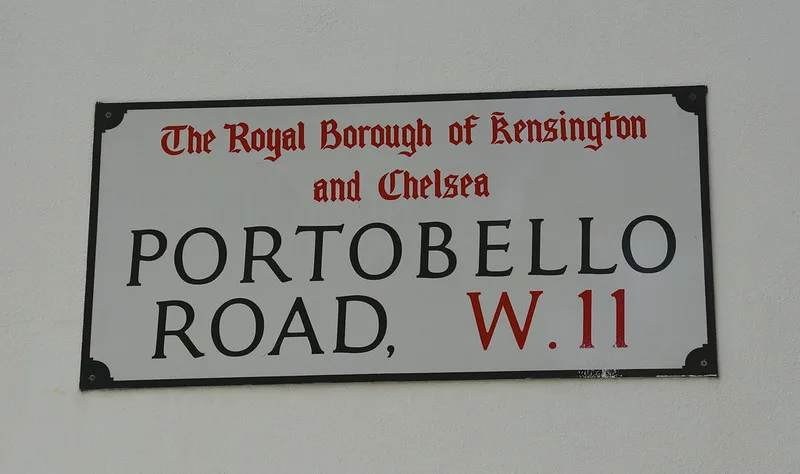 The Royal Borough of Kensington
and Chelsea
PORTOBELLO
ROAD, W.11